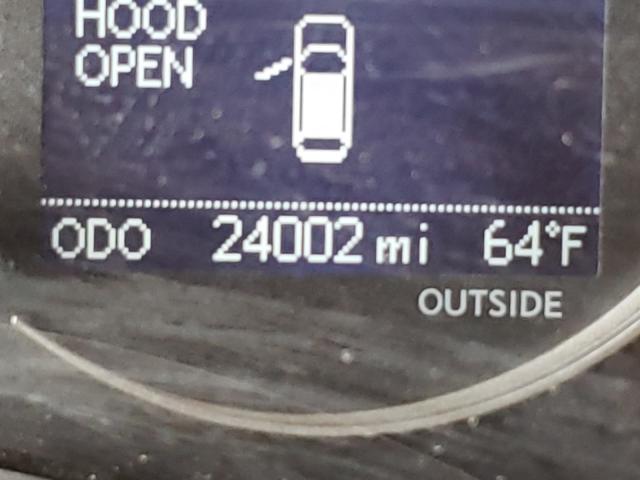 HOOD
OPEN
ODO 24002 mi 64°F
OUTSIDE